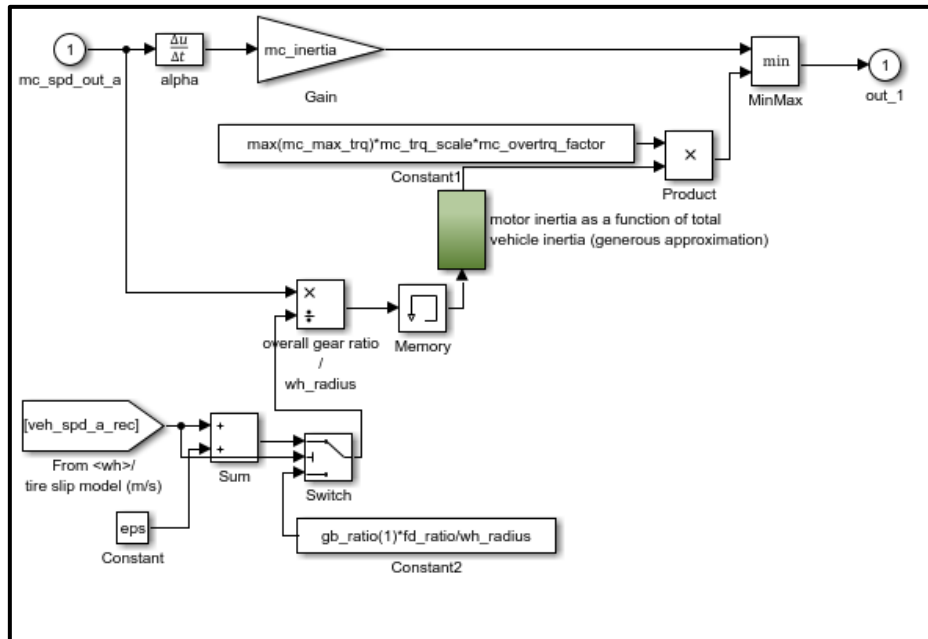 1
mc_spd_out_a
Δu
Δt
alpha
mc_inertia
Gain
min
MinMax
1
out_1
max(mc_max_trq)*mc_trq_scale*mc_overtrq_factor
Constant1
×
Product
motor inertia as a function of total
vehicle inertia (generous approximation)
×
÷
overall gear ratio
/
wh_radius
Memory
[veh_spd_a_rec]
From <wh>/
tire slip model (m/s)
+
+
Sum
Switch
eps
Constant
gb_ratio(1)*fd_ratio/wh_radius
Constant2